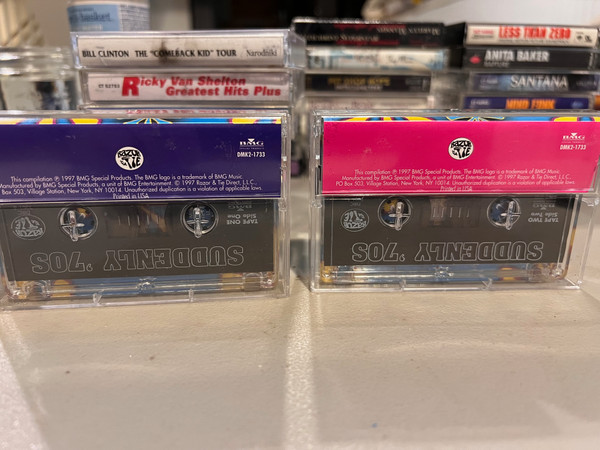 BILL CLINTON THE "COMEBACK KID" TOUR Narodniki
Ricky Van Shelton
Greatest Hits Plus
LESS THAN ZERO
ANITA BAKER
SANTANA
RAZOR
& TIE
BMG
DMK2-1733
This compilation ℗ 1997 BMG Special Products. The BMG logo is a trademark of BMG Music.
Manufactured by BMG Special Products, a unit of BMG Entertainment. © 1997 Razor & Tie Direct, L.L.C.,
PO Box 503, Village Station, New York, NY 10014. Unauthorized duplication is a violation of applicable laws.
Printed in USA
TAPE ONE
Side One
SUDDENLY '70S
RAZOR
& TIE
BMG
DMK2-1733
This compilation ℗ 1997 BMG Special Products. The BMG logo is a trademark of BMG Music.
Manufactured by BMG Special Products, a unit of BMG Entertainment. © 1997 Razor & Tie Direct, L.L.C.,
PO Box 503, Village Station, New York, NY 10014. Unauthorized duplication is a violation of applicable laws.
Printed in USA
TAPE TWO
Side Two
SUDDENLY '70S